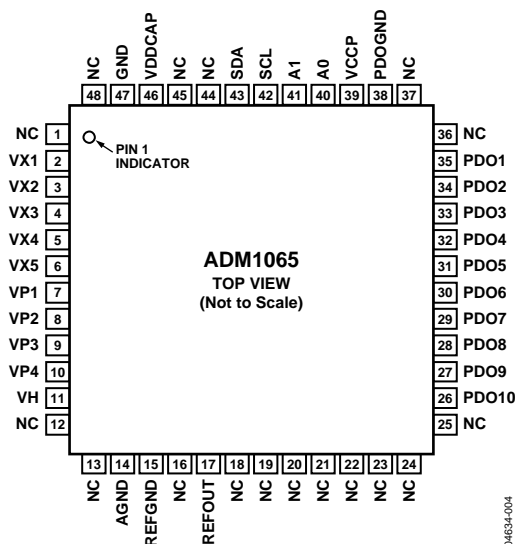 NC GND VDDCAP NC NC SDA SCL A1 A0 VCCP PDOGND NC
48 47 46 45 44 43 42 41 40 39 38 37
NC 1
VX1 2
VX2 3
VX3 4
VX4 5
VX5 6
VP1 7
VP2 8
VP3 9
VP4 10
VH 11
NC 12
PIN 1
INDICATOR
ADM1065
TOP VIEW
(Not to Scale)
36 NC
35 PDO1
34 PDO2
33 PDO3
32 PDO4
31 PDO5
30 PDO6
29 PDO7
28 PDO8
27 PDO9
26 PDO10
25 NC
13 14 15 16 17 18 19 20 21 22 23 24
NC AGND REFGND NC REFOUT NC NC NC NC NC NC NC
04634-004